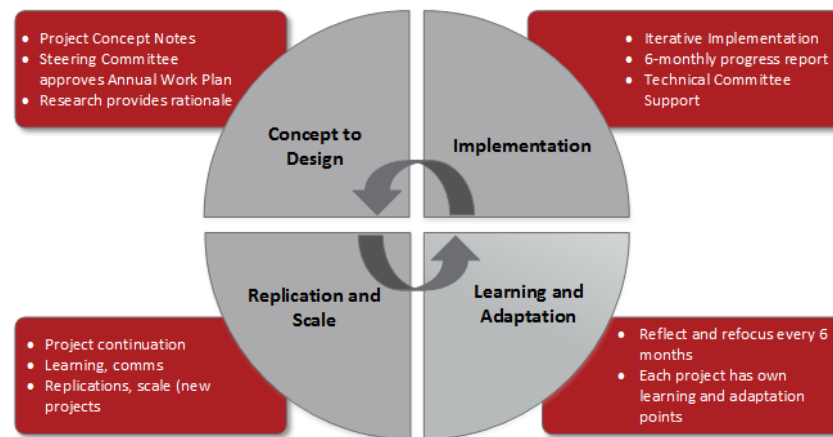 • Project Concept Notes
• Steering Committee
approves Annual Work Plan
• Research provides rationale
• Iterative Implementation
• 6-monthly progress report
• Technical Committee
Support
Concept to
Design
Implementation
Replication and
Scale
Learning and
Adaptation
• Project continuation
• Learning, comms
• Replications, scale (new
projects
• Reflect and refocus every 6
months
• Each project has own
learning and adaptation
points